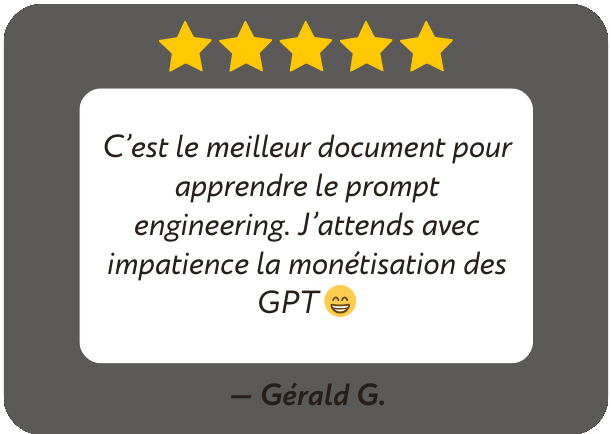 C’est le meilleur document pour
apprendre le prompt
engineering. J’attends avec
impatience la monétisation des
GPT😁
— Gérald G.